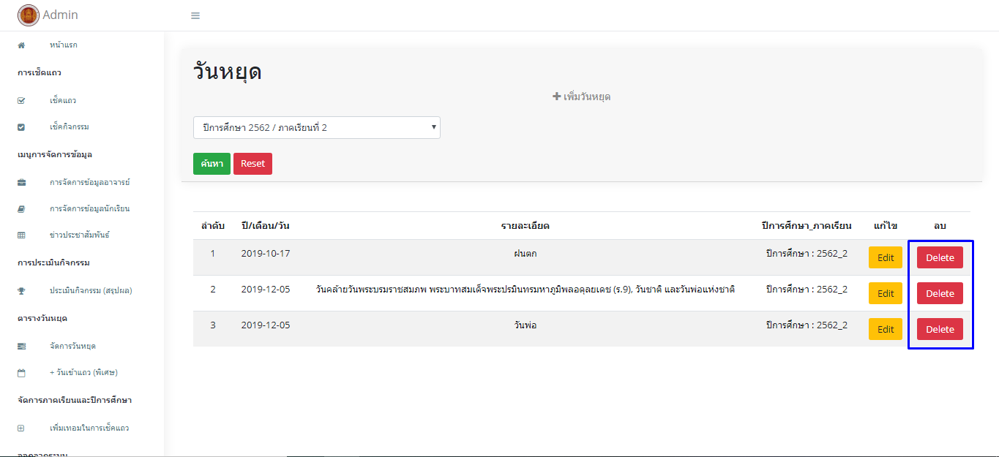 Admin
หน้าแรก
การเช็คแถว
เช็คแถว
เช็คกิจกรรม
เมนูการจัดการข้อมูล
การจัดการข้อมูลอาจารย์
การจัดการข้อมูลนักเรียน
ข่าวประชาสัมพันธ์
การประเมินกิจกรรม
ประเมินกิจกรรม (สรุปผล)
ตารางวันหยุด
จัดการวันหยุด
+ วันเข้าแถว (พิเศษ)
จัดการภาคเรียนและปีการศึกษา
เพิ่มเทอมในการเช็คแถว
ออกจากระบบ
วันหยุด
เพิ่มวันหยุด
ปีการศึกษา 2562 / ภาคเรียนที่ 2
ค้นหา Reset
ลำดับ ปี/เดือน/วัน รายละเอียด ปีการศึกษา_ภาคเรียน แก้ไข ลบ
1 2019-10-17 ฝนตก ปีการศึกษา : 2562_2 Edit Delete
2 2019-12-05 วันคล้ายวันพระบรมราชสมภพ พระบาทสมเด็จพระปรมินทรมหาภูมิพลอดุลยเดช (ร.9), วันชาติ และวันพ่อแห่งชาติ ปีการศึกษา : 2562_2 Edit Delete
3 2019-12-05 วันพ่อ ปีการศึกษา : 2562_2 Edit Delete